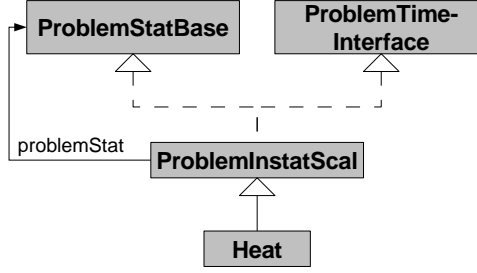 ProblemStatBase
ProblemTime-
Interface
problemStat
ProblemInstatScal
Heat